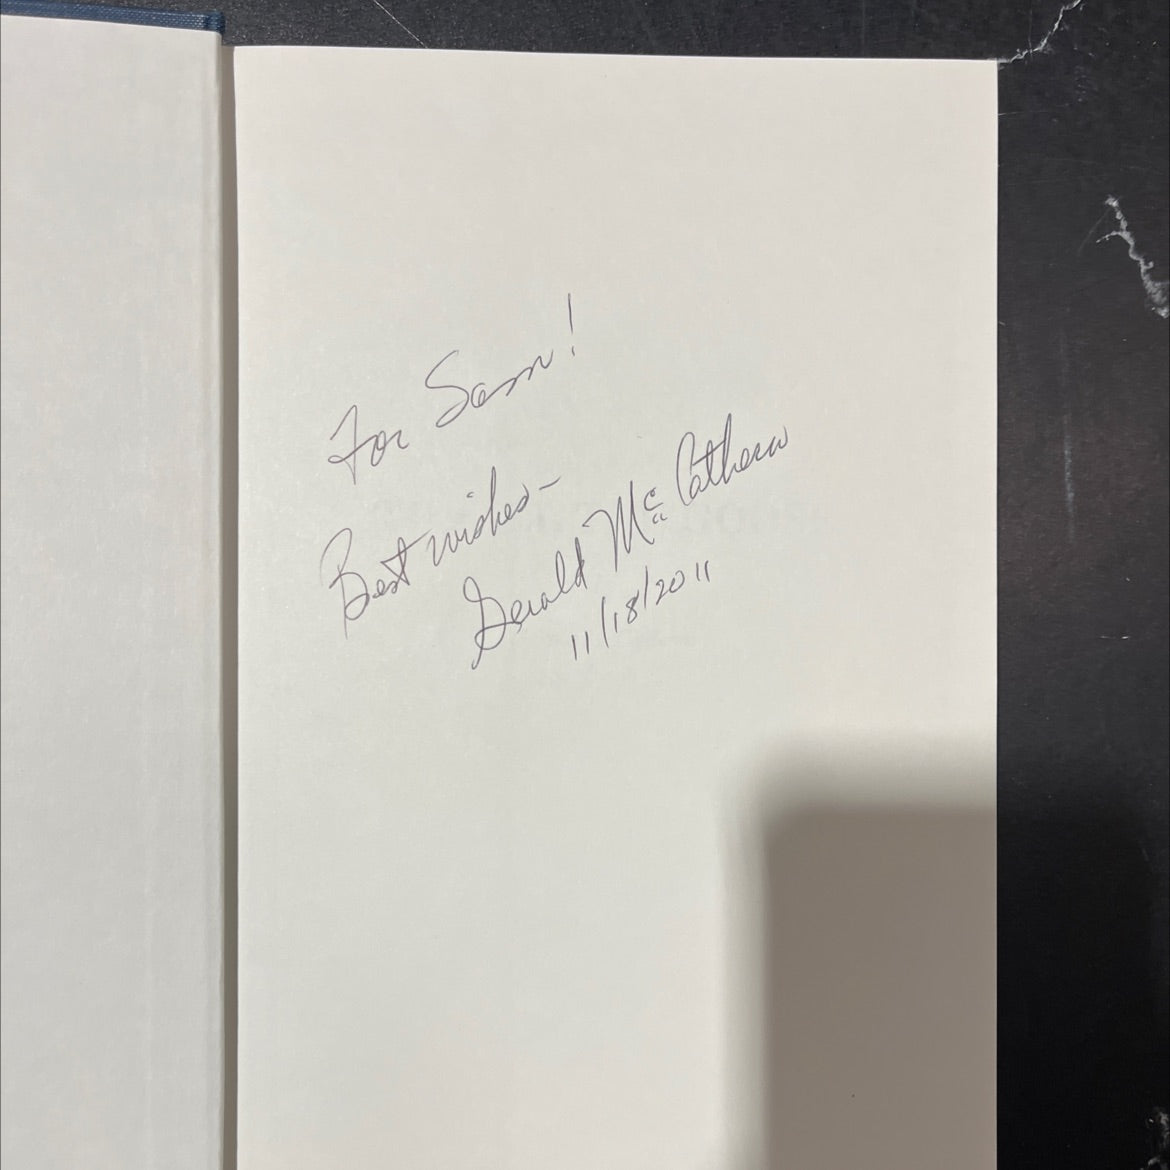 For Sam!
Best wishes-
Gerald McCathern
11/18/2011